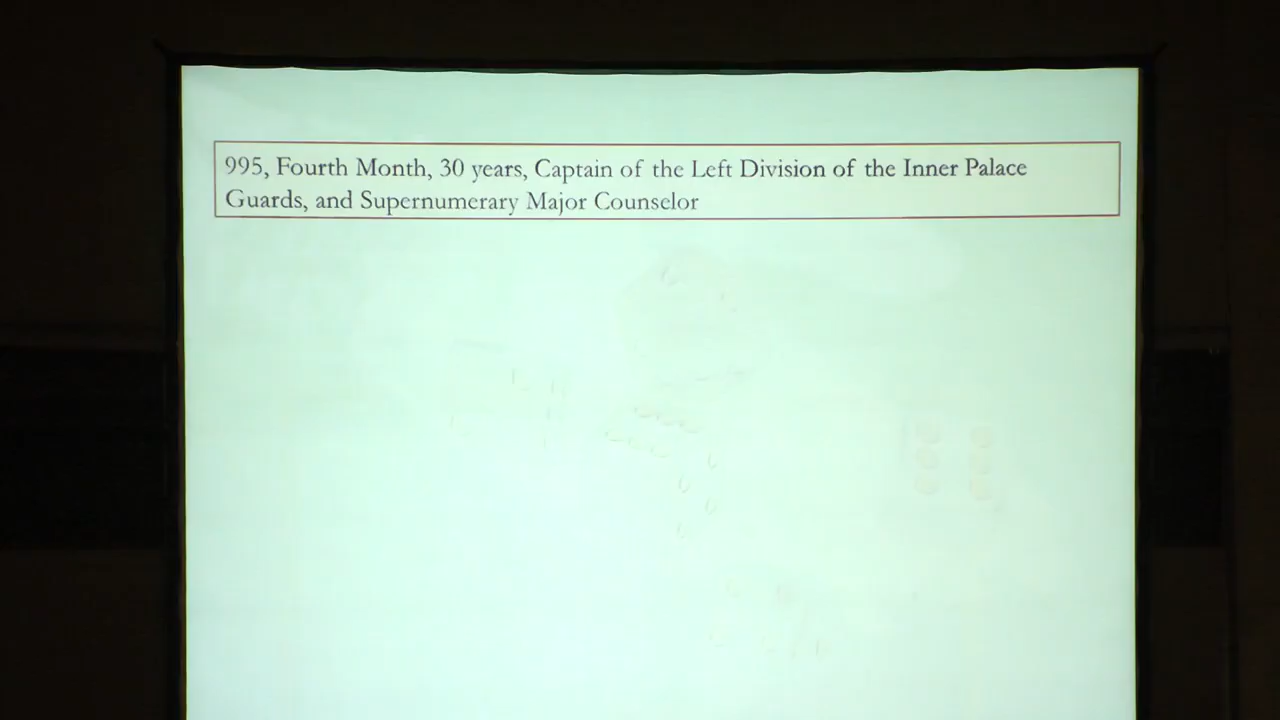 995, Fourth Month, 30 years, Captain of the Left Division of the Inner Palace
Guards, and Supernumerary Major Counselor